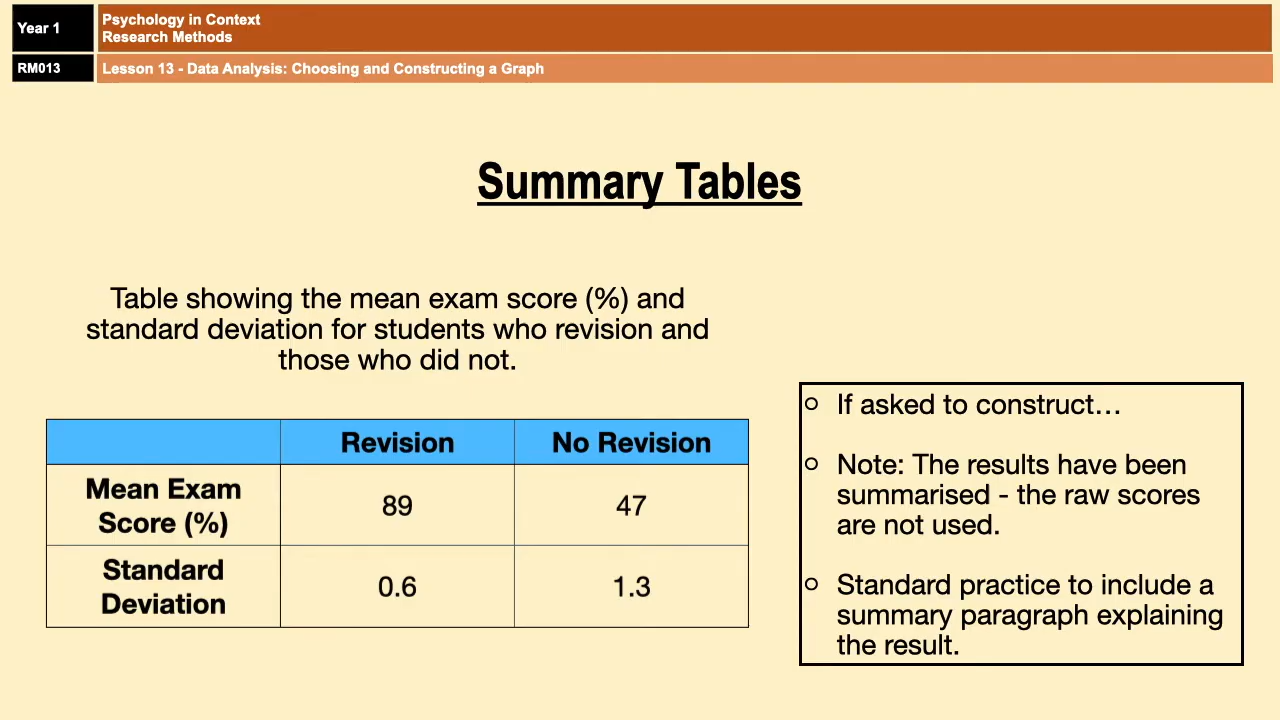 Year 1
Psychology in Context
Research Methods
RM013
Lesson 13 - Data Analysis: Choosing and Constructing a Graph
Summary Tables
Table showing the mean exam score (%) and
standard deviation for students who revision and
those who did not.
Revision
No Revision
Mean Exam
Score (%)
89
47
Standard
Deviation
0.6
1.3
If asked to construct…
Note: The results have been
summarised - the raw scores
are not used.
Standard practice to include a
summary paragraph explaining
the result.